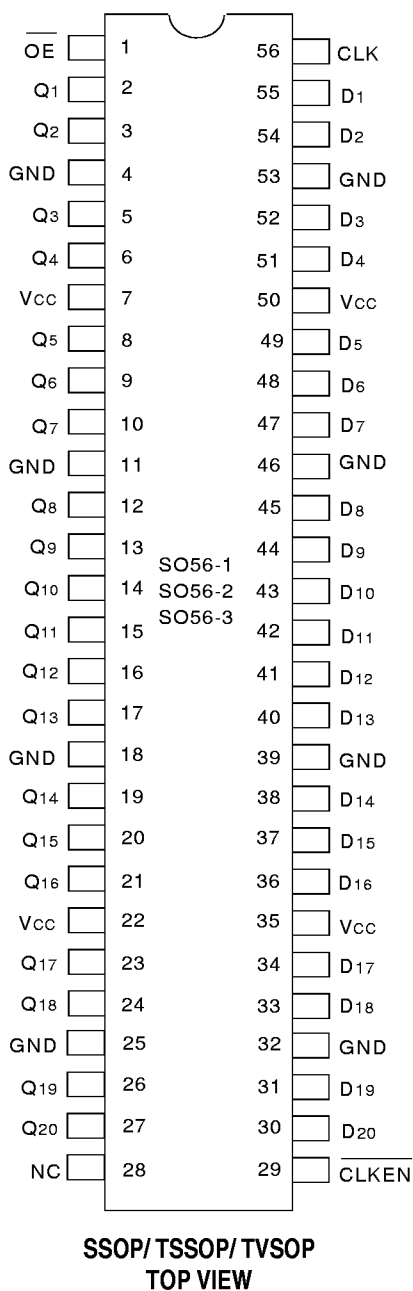 OE 1 56 CLK
Q1 2 55 D1
Q2 3 54 D2
GND 4 53 GND
Q3 5 52 D3
Q4 6 51 D4
VCC 7 50 VCC
Q5 8 49 D5
Q6 9 48 D6
Q7 10 47 D7
GND 11 46 GND
Q8 12 45 D8
Q9 13 44 D9
SO56-1
Q10 14 SO56-2 43 D10
SO56-3
Q11 15 42 D11
Q12 16 41 D12
Q13 17 40 D13
GND 18 39 GND
Q14 19 38 D14
Q15 20 37 D15
Q16 21 36 D16
VCC 22 35 VCC
Q17 23 34 D17
Q18 24 33 D18
GND 25 32 GND
Q19 26 31 D19
Q20 27 30 D20
NC 28 29 CLKEN
SSOP/ TSSOP/ TVSOP
TOP VIEW